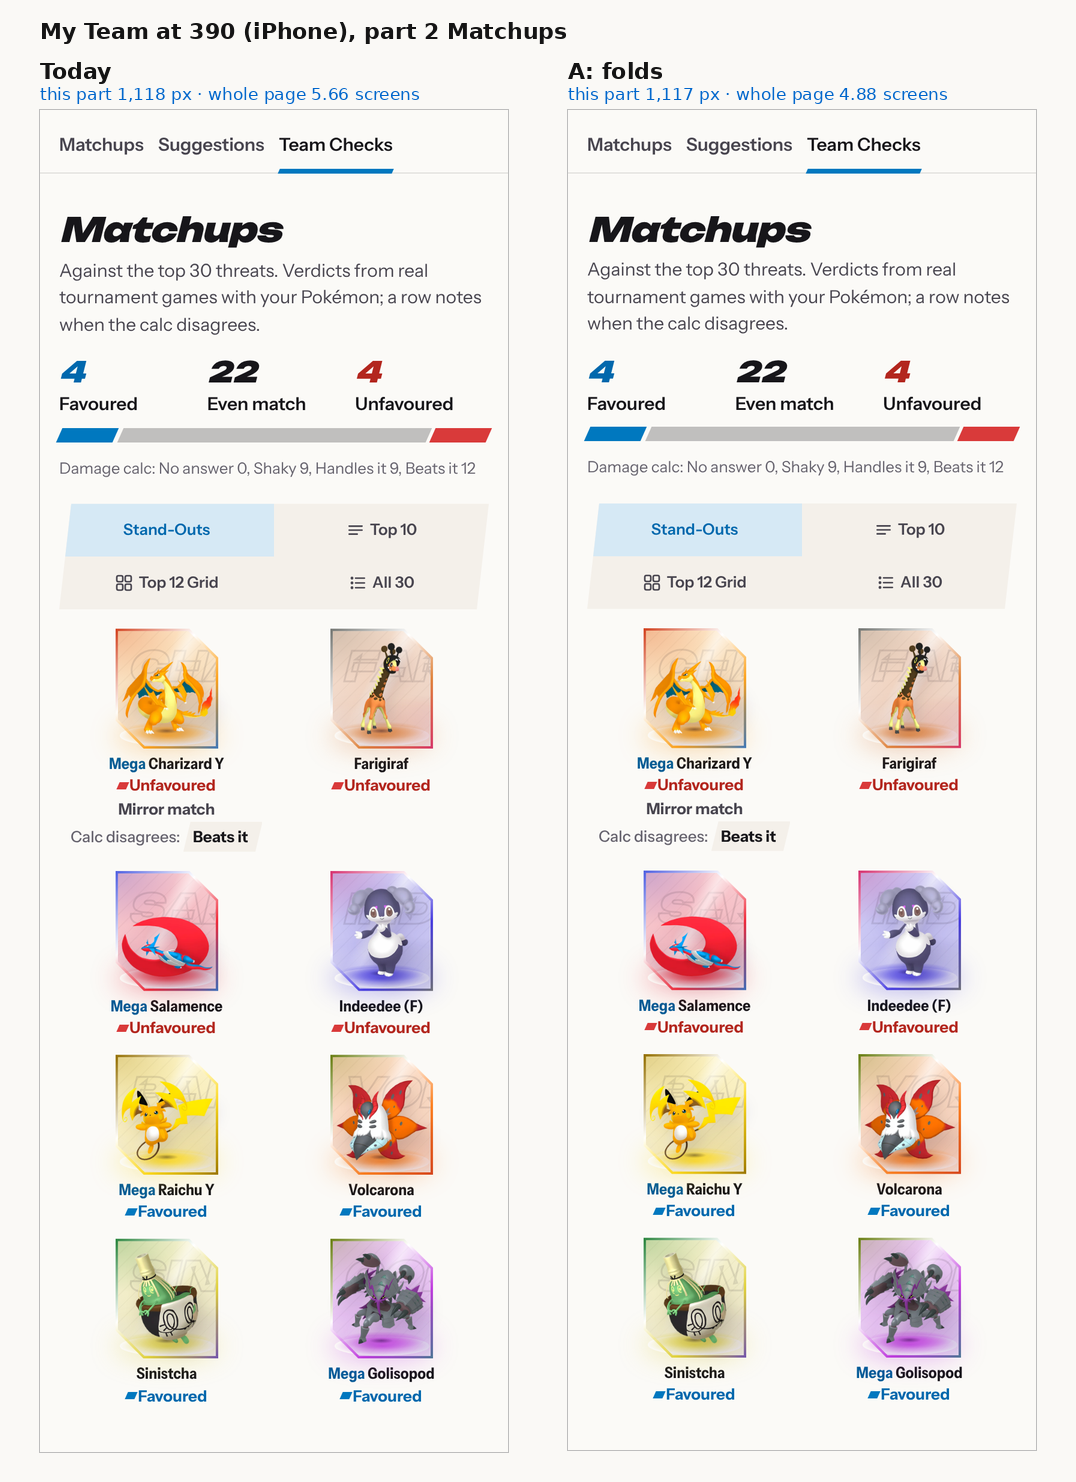 My Team at 390 (iPhone), part 2 Matchups
Today
this part 1,118 px · whole page 5.66 screens
Matchups Suggestions Team Checks
Matchups
Against the top 30 threats. Verdicts from real
tournament games with your Pokémon; a row notes
when the calc disagrees.
4 22 4
Favoured Even match Unfavoured
Damage calc: No answer 0, Shaky 9, Handles it 9, Beats it 12
Stand-Outs Top 10
Top 12 Grid All 30
Mega Charizard Y Farigiraf
Unfavoured Unfavoured
Mirror match
Calc disagrees: Beats it
Mega Salamence Indeedee (F)
Unfavoured Unfavoured
Mega Raichu Y Volcarona
Favoured Favoured
Sinistcha Mega Golisopod
Favoured Favoured
A: folds
this part 1,117 px · whole page 4.88 screens
Matchups Suggestions Team Checks
Matchups
Against the top 30 threats. Verdicts from real
tournament games with your Pokémon; a row notes
when the calc disagrees.
4 22 4
Favoured Even match Unfavoured
Damage calc: No answer 0, Shaky 9, Handles it 9, Beats it 12
Stand-Outs Top 10
Top 12 Grid All 30
Mega Charizard Y Farigiraf
Unfavoured Unfavoured
Mirror match
Calc disagrees: Beats it
Mega Salamence Indeedee (F)
Unfavoured Unfavoured
Mega Raichu Y Volcarona
Favoured Favoured
Sinistcha Mega Golisopod
Favoured Favoured